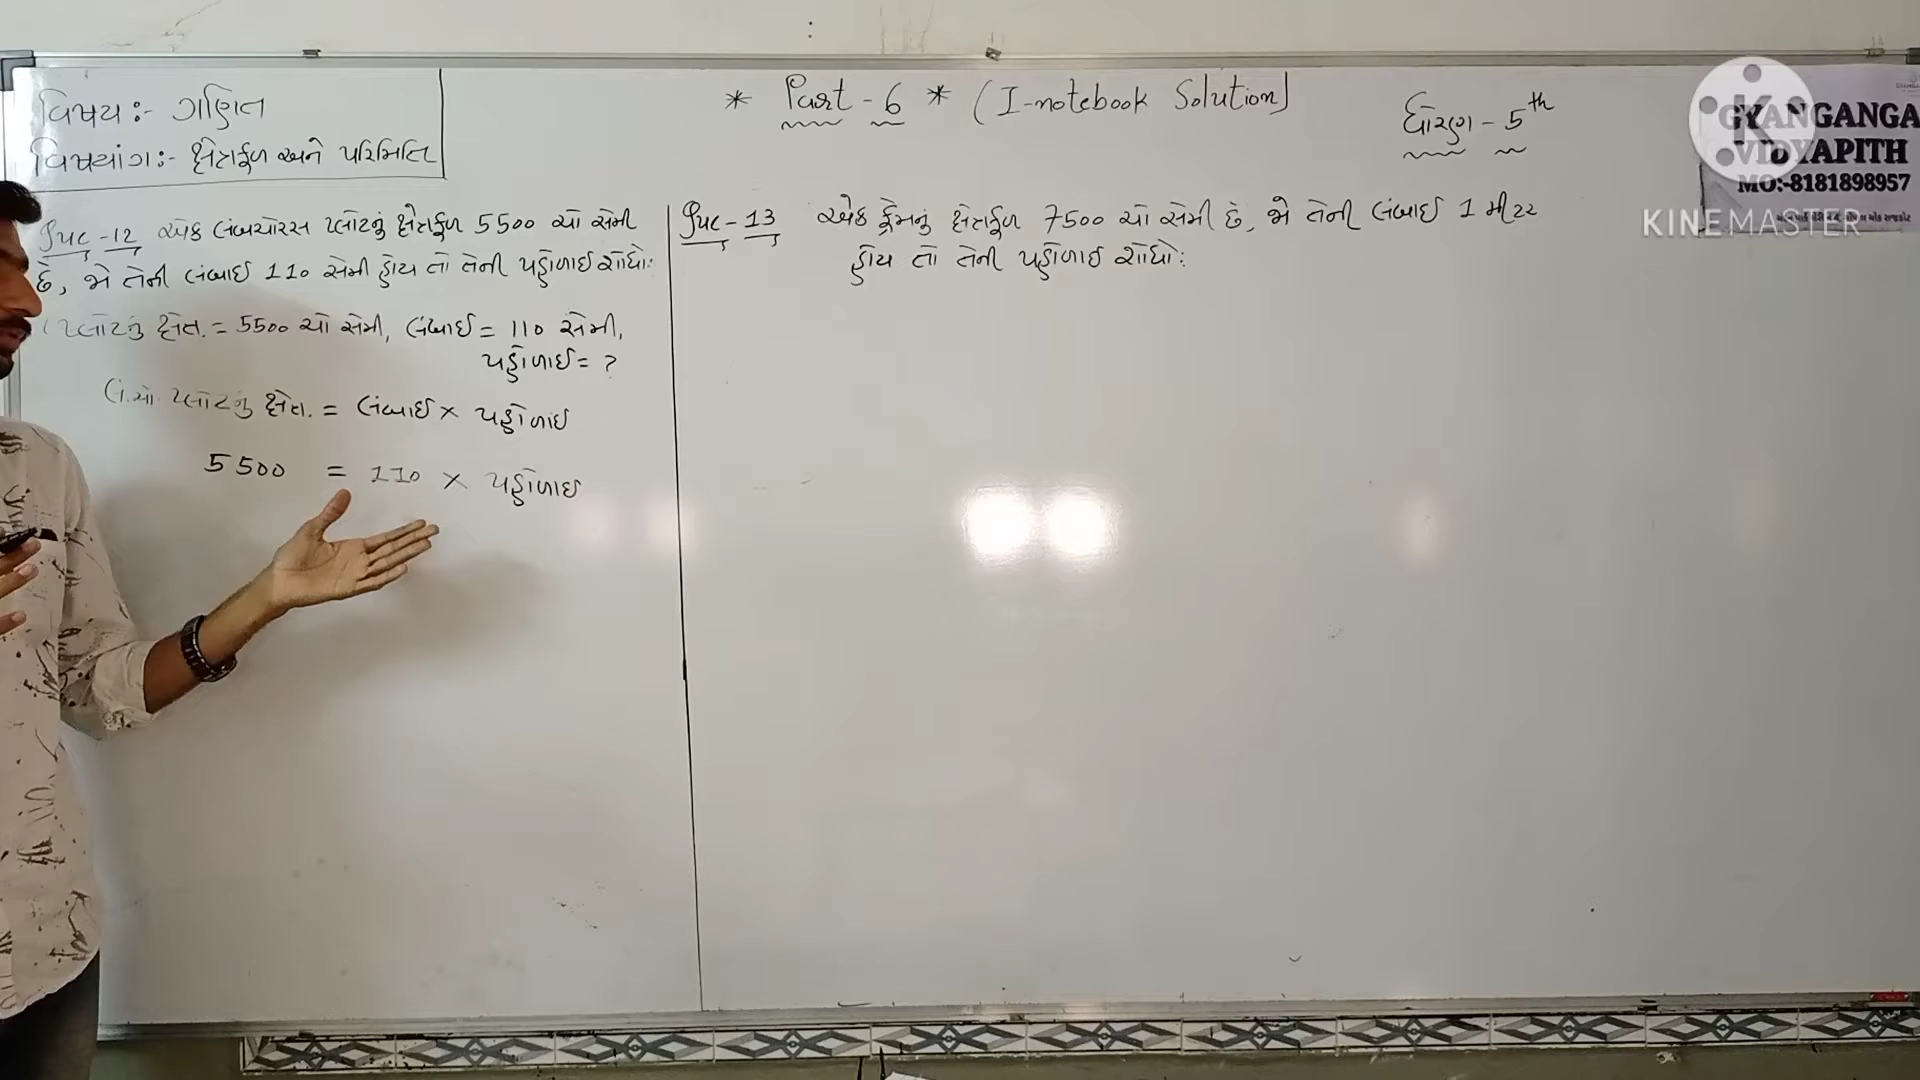 વિષય :- ગણિત
વિષયાંગ :- ક્ષેત્રફળ અને પરિમિતિ
* Part - 6 * (I-notebook Solution)
ધોરણ - 5th
GYANGANGA
VIDYAPITH
MO:-8181898957
KINEMASTER
-12 એક લંબચોરસ પ્લોટનું ક્ષેત્રફળ 5500 ચો સેમી
છે, જો તેની લંબાઈ 110 સેમી હોય તો તેની પહોળાઈ શોધો.
પ્લોટનું ક્ષેત્ર. = 5500 ચો સેમી, લંબાઈ = 110 સેમી,
પહોળાઈ = ?
લં.ચો. પ્લોટનું ક્ષેત્ર. = લંબાઈ × પહોળાઈ
5500 = 110 × પહોળાઈ
-13 એક ફ્રેમનું ક્ષેત્રફળ 7500 ચો સેમી છે, જો તેની લંબાઈ 1 મીટર
હોય તો તેની પહોળાઈ શોધો.